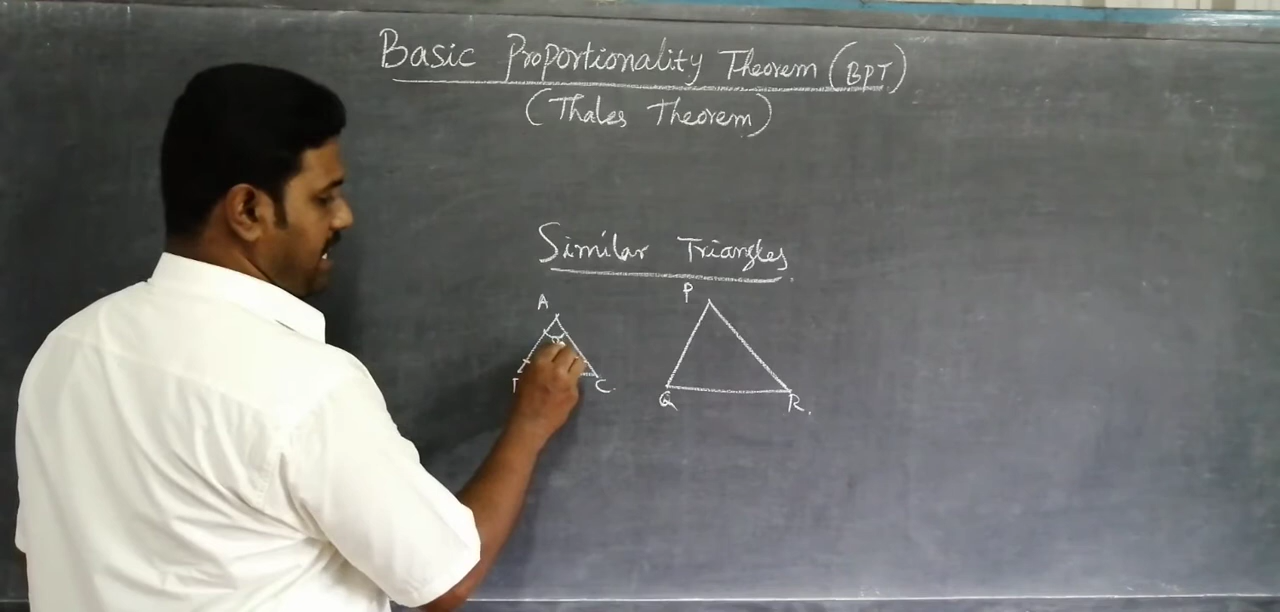 Basic Proportionality Theorem (BPT)
(Thales Theorem)
Similar Triangles
A P
C Q R